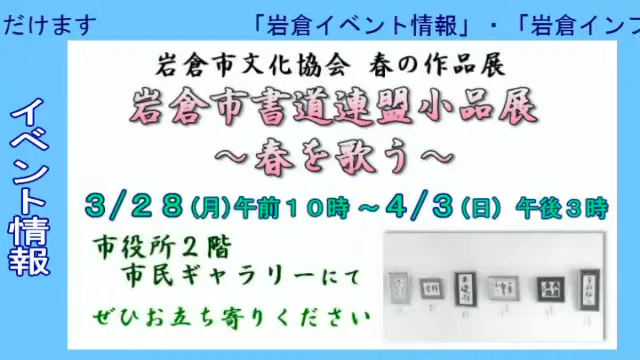 だけます 「岩倉イベント情報」・「岩倉インフ
イベント情報
岩倉市文化協会 春の作品展
岩倉市書道連盟小品展
～春を歌う～
3/28(月)午前10時～4/3(日) 午後3時
市役所２階
市民ギャラリーにて
ぜひお立ち寄りください